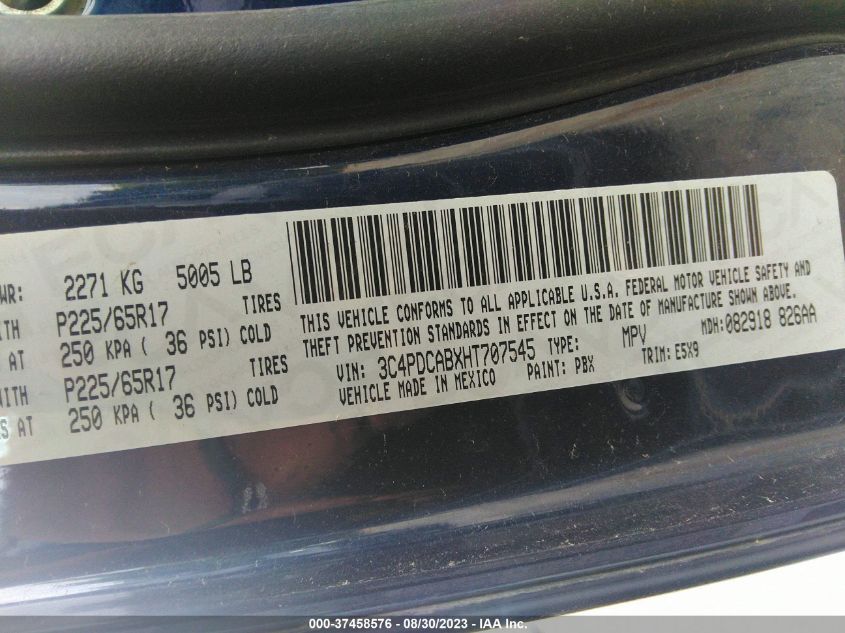 WR: 2271 KG 5005 LB
ITH P225/65R17 TIRES
S AT 250 KPA ( 36 PSI) COLD
ITH P225/65R17 TIRES
S AT 250 KPA ( 36 PSI) COLD
THIS VEHICLE CONFORMS TO ALL APPLICABLE U.S.A. FEDERAL MOTOR VEHICLE SAFETY AND
THEFT PREVENTION STANDARDS IN EFFECT ON THE DATE OF MANUFACTURE SHOWN ABOVE.
VIN: 3C4PDCABXHT707545 TYPE: MPV MDH:082918 826AA
VEHICLE MADE IN MEXICO PAINT: PBX TRIM: E5X9
000-37458576 — 08/30/2023 — IAA Inc.